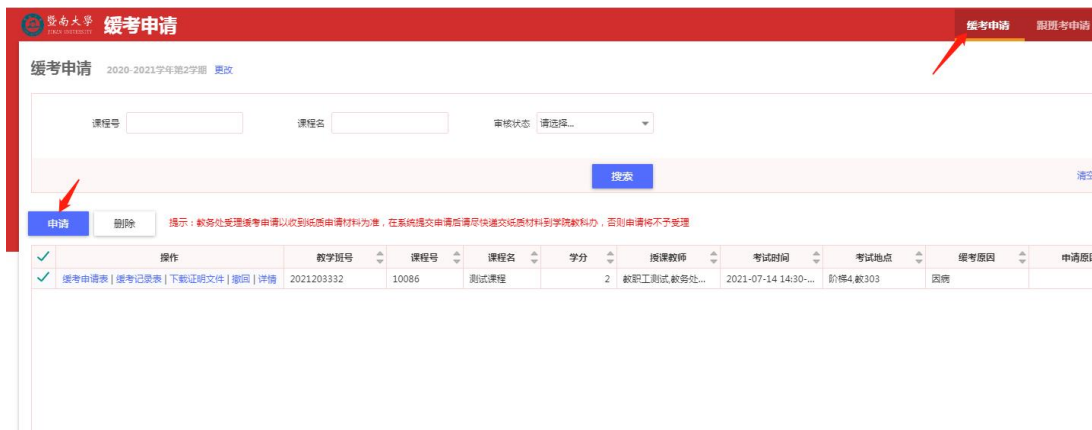 暨南大学 缓考申请 缓考申请 跟班考申请
JINAN UNIVERSITY
缓考申请 2020-2021学年第2学期 更改
课程号 课程名 审核状态 请选择...
搜索 清空
申请 删除 提示：教务处受理缓考申请以收到纸质申请材料为准，在系统提交申请后请尽快递交纸质材料到学院教科办，否则申请将不予受理
操作 教学班号 课程号 课程名 学分 授课教师 考试时间 考试地点 缓考原因 申请原因
缓考申请表 | 缓考记录表 | 下载证明文件 | 撤回 | 详情 2021203332 10086 测试课程 2 教职工测试,教务处... 2021-07-14 14:30-... 阶梯4,教303 因病